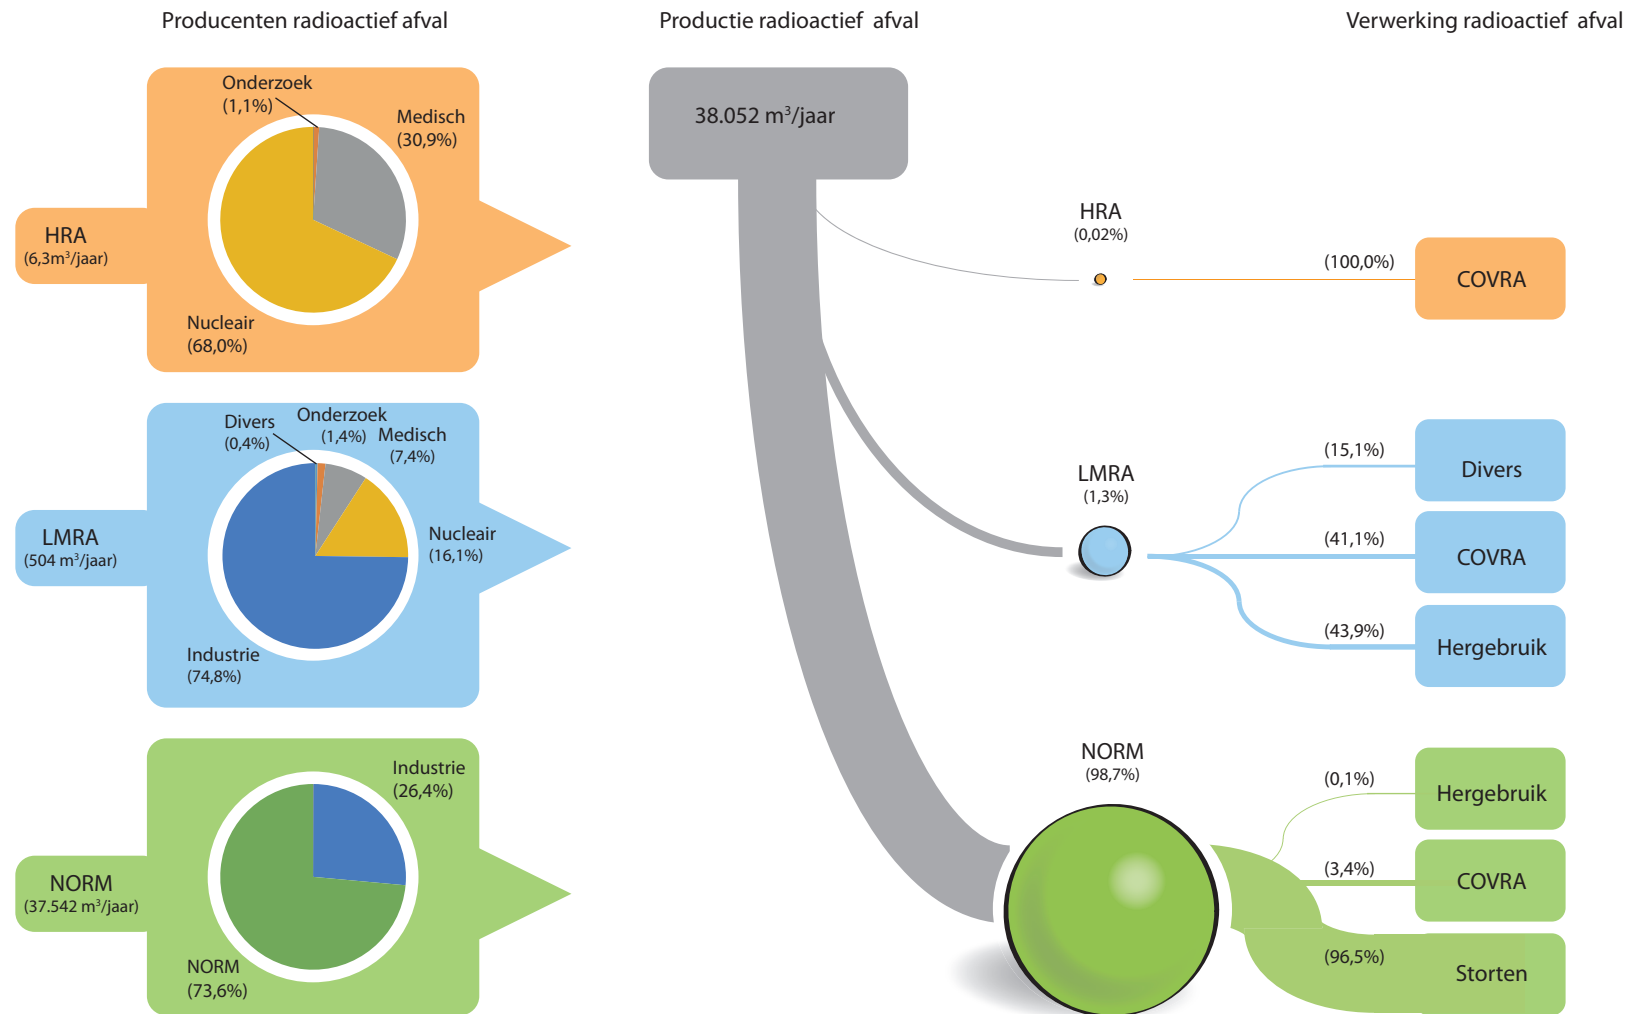 Producenten radioactief afval
Productie radioactief afval
Verwerking radioactief afval
HRA
(6,3m³/jaar)
Onderzoek
(1,1%)
Medisch
(30,9%)
Nucleair
(68,0%)
LMRA
(504 m³/jaar)
Divers
(0,4%)
Onderzoek
(1,4%)
Medisch
(7,4%)
Nucleair
(16,1%)
Industrie
(74,8%)
NORM
(37.542 m³/jaar)
Industrie
(26,4%)
NORM
(73,6%)
38.052 m³/jaar
HRA
(0,02%)
(100,0%)
COVRA
LMRA
(1,3%)
(15,1%)
Divers
(41,1%)
COVRA
(43,9%)
Hergebruik
NORM
(98,7%)
(0,1%)
Hergebruik
(3,4%)
COVRA
(96,5%)
Storten